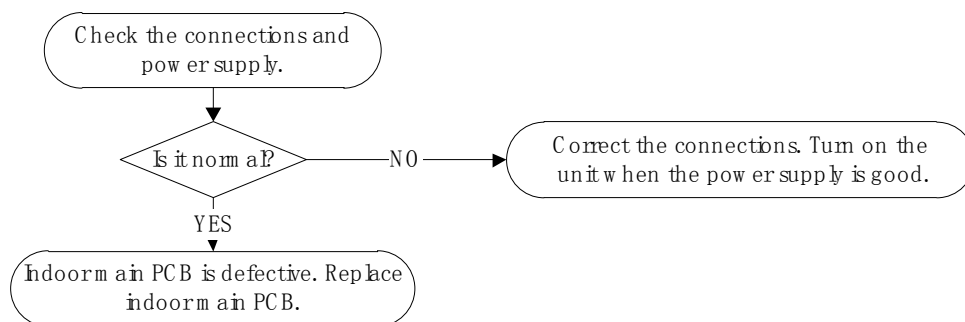 Check the connections and
power supply.
Is it normal?
NO
Correct the connections. Turn on the
unit when the power supply is good.
YES
Indoor main PCB is defective. Replace
indoor main PCB.